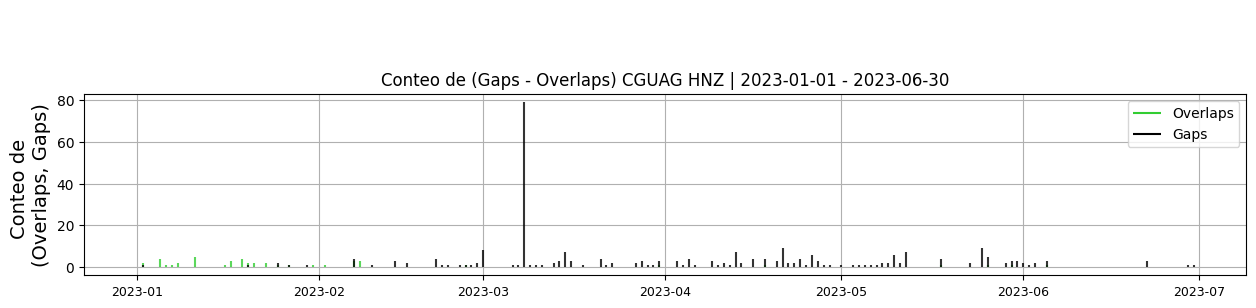 Conteo de (Gaps - Overlaps) CGUAG HNZ | 2023-01-01 - 2023-06-30
Conteo de
(Overlaps, Gaps)
80
60
40
20
0
Overlaps
Gaps
2023-01
2023-02
2023-03
2023-04
2023-05
2023-06
2023-07